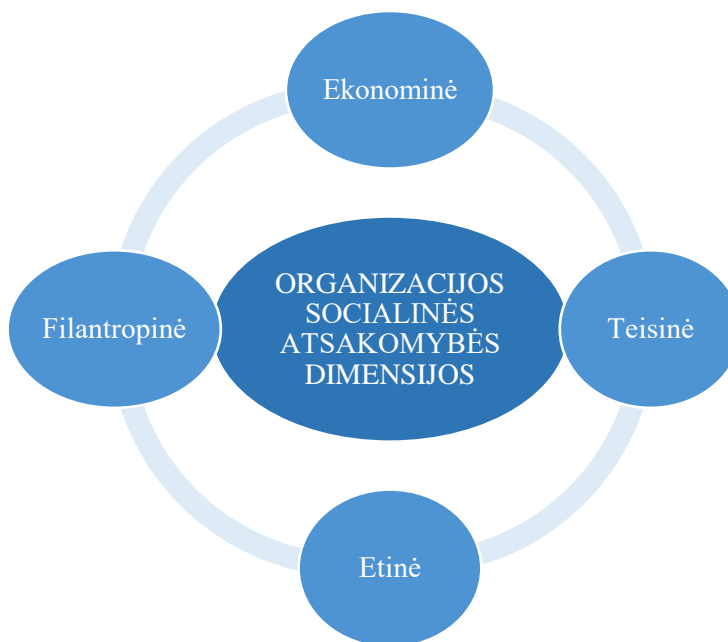 Ekonominė
ORGANIZACIJOS
SOCIALINĖS
ATSAKOMYBĖS
DIMENSIJOS
Filantropinė
Teisinė
Etinė